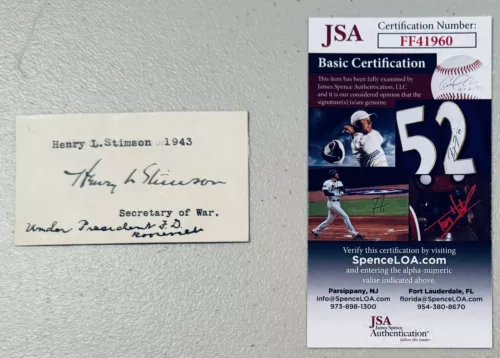 Henry L.Stimson 1943
Henry L Stimson
Secretary of War.
Under President F.D.
Roosevelt
JSA
Certification Number:
FF41960
Basic Certification
This item has been fully examined by
James Spence Authentication, LLC
and it is our considered opinion that the
signature(s) is/are genuine.
52
Verify this certification by visiting
SpenceLOA.com
and entering the alpha-numeric
value indicated above.
Parsippany, NJ
info@SpenceLOA.com
973-898-1300
Fort Lauderdale, FL
florida@SpenceLOA.com
954-380-8670
JSA
James Spence
Authentication